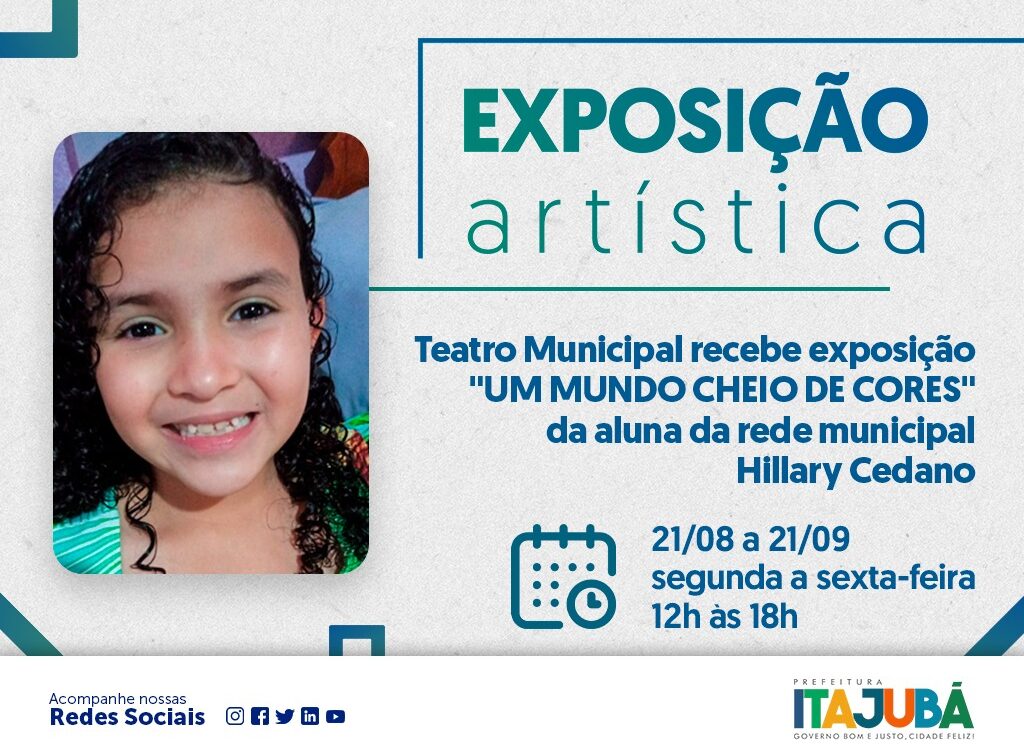 EXPOSIÇÃO
artística
Teatro Municipal recebe exposição
"UM MUNDO CHEIO DE CORES"
da aluna da rede municipal
Hillary Cedano
21/08 a 21/09
segunda a sexta-feira
12h às 18h
Acompanhe nossas
Redes Sociais
PREFEITURA
ITAJUBÁ
GOVERNO BOM E JUSTO, CIDADE FELIZ!